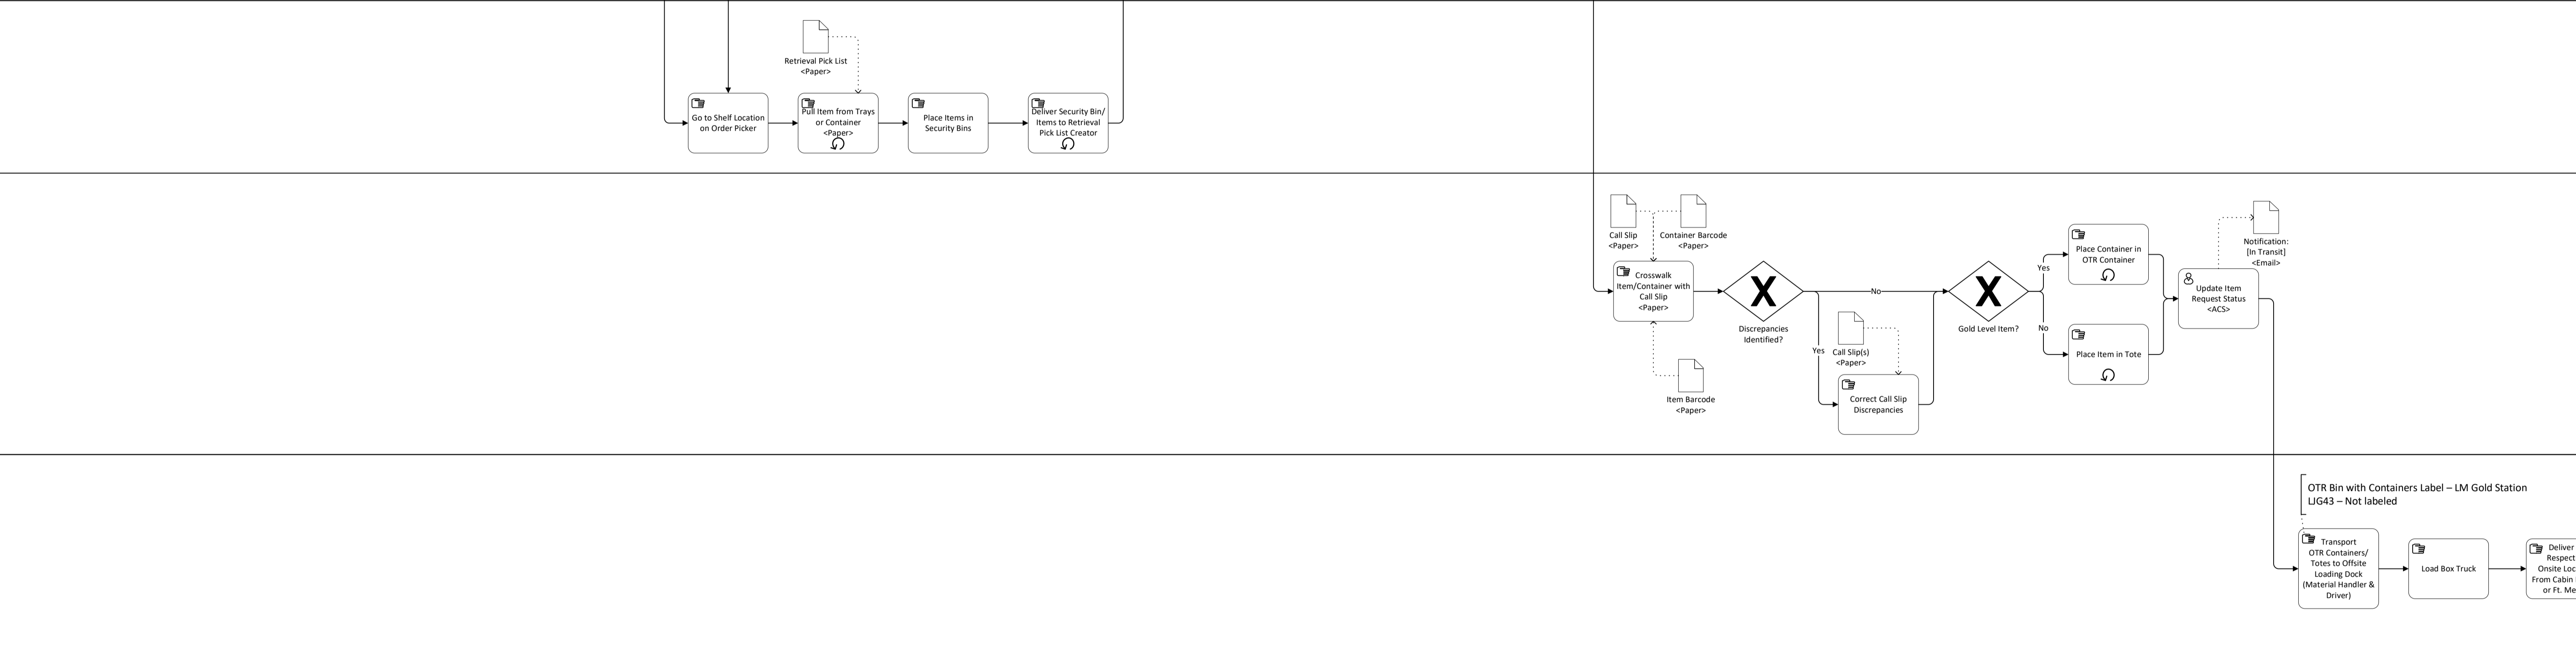 Retrieval Pick List
<Paper>
Go to Shelf Location
on Order Picker
Pull Item from Trays
or Container
<Paper>
Place Items in
Security Bins
Deliver Security Bin/
Items to Retrieval
Pick List Creator
Call Slip
<Paper>
Container Barcode
<Paper>
Crosswalk
Item/Container with
Call Slip
<Paper>
Item Barcode
<Paper>
Discrepancies
Identified?
No
Yes
Call Slip(s)
<Paper>
Correct Call Slip
Discrepancies
Gold Level Item?
Yes
No
Place Container in
OTR Container
Place Item in Tote
Notification:
[In Transit]
<Email>
Update Item
Request Status
<ACS>
OTR Bin with Containers Label – LM Gold Station
LJG43 – Not labeled
Transport
OTR Containers/
Totes to Offsite
Loading Dock
(Material Handler &
Driver)
Load Box Truck
Deliver
Respect
Onsite Loc
From Cabin
or Ft. Me